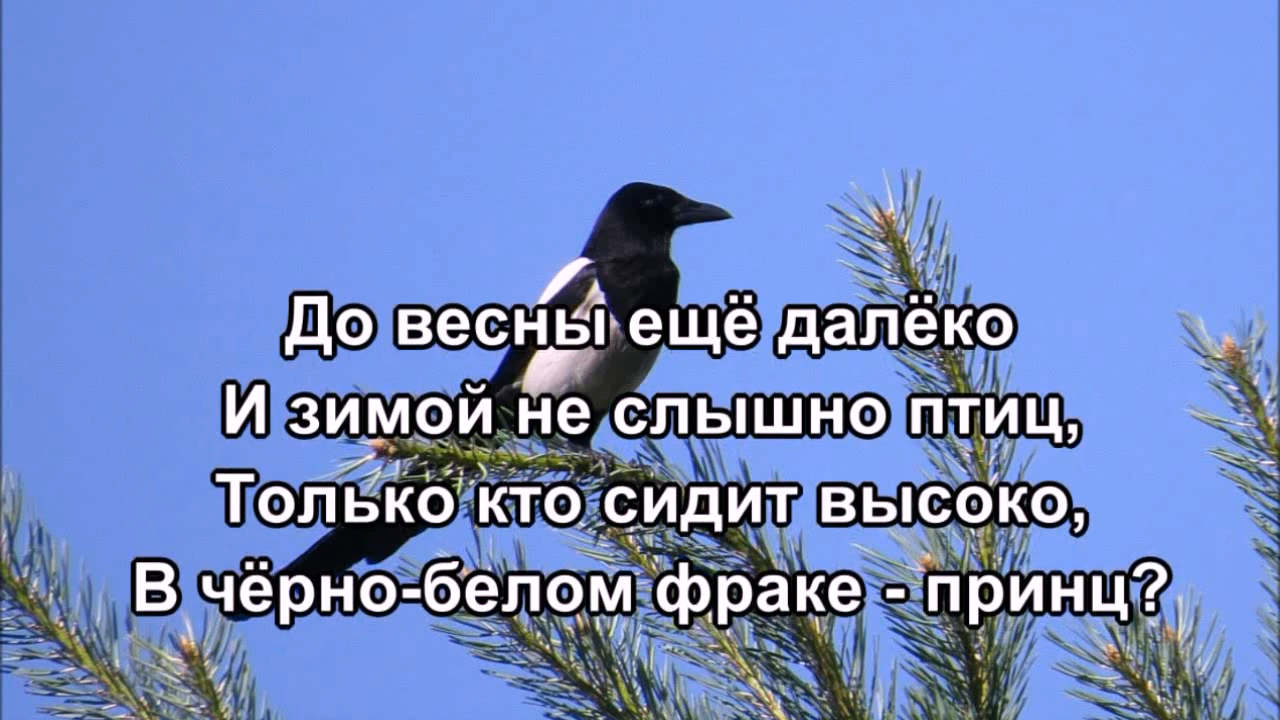 До весны ещё далёко
И зимой не слышно птиц,
Только кто сидит высоко,
В чёрно-белом фраке - принц?